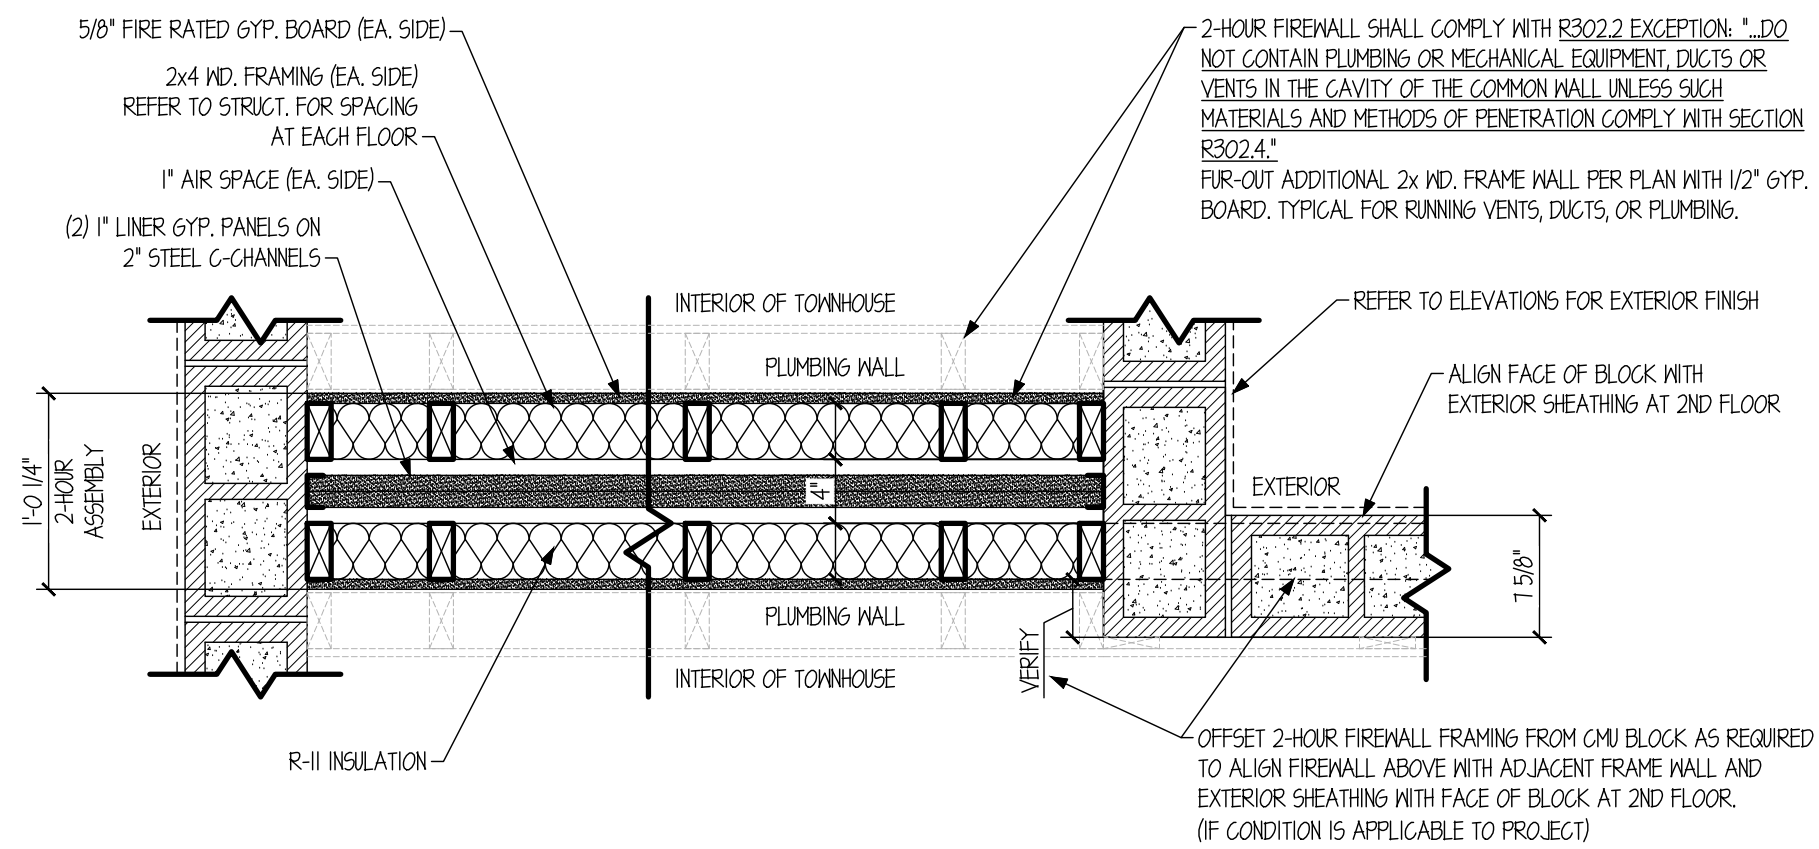 5/8" FIRE RATED GYP. BOARD (EA. SIDE)
2x4 WD. FRAMING (EA. SIDE)
REFER TO STRUCT. FOR SPACING
AT EACH FLOOR
1" AIR SPACE (EA. SIDE)
(2) 1" LINER GYP. PANELS ON
2" STEEL C-CHANNELS
2-HOUR FIREWALL SHALL COMPLY WITH R302.2 EXCEPTION: "...DO
NOT CONTAIN PLUMBING OR MECHANICAL EQUIPMENT, DUCTS OR
VENTS IN THE CAVITY OF THE COMMON WALL UNLESS SUCH
MATERIALS AND METHODS OF PENETRATION COMPLY WITH SECTION
R302.4."
FUR-OUT ADDITIONAL 2x WD. FRAME WALL PER PLAN WITH 1/2" GYP.
BOARD. TYPICAL FOR RUNNING VENTS, DUCTS, OR PLUMBING.
INTERIOR OF TOWNHOUSE
PLUMBING WALL
REFER TO ELEVATIONS FOR EXTERIOR FINISH
ALIGN FACE OF BLOCK WITH
EXTERIOR SHEATHING AT 2ND FLOOR
1'-0 1/4"
2-HOUR
ASSEMBLY
EXTERIOR
4"
EXTERIOR
7 5/8"
PLUMBING WALL
INTERIOR OF TOWNHOUSE
VERIFY
R-11 INSULATION
OFFSET 2-HOUR FIREWALL FRAMING FROM CMU BLOCK AS REQUIRED
TO ALIGN FIREWALL ABOVE WITH ADJACENT FRAME WALL AND
EXTERIOR SHEATHING WITH FACE OF BLOCK AT 2ND FLOOR.
(IF CONDITION IS APPLICABLE TO PROJECT)